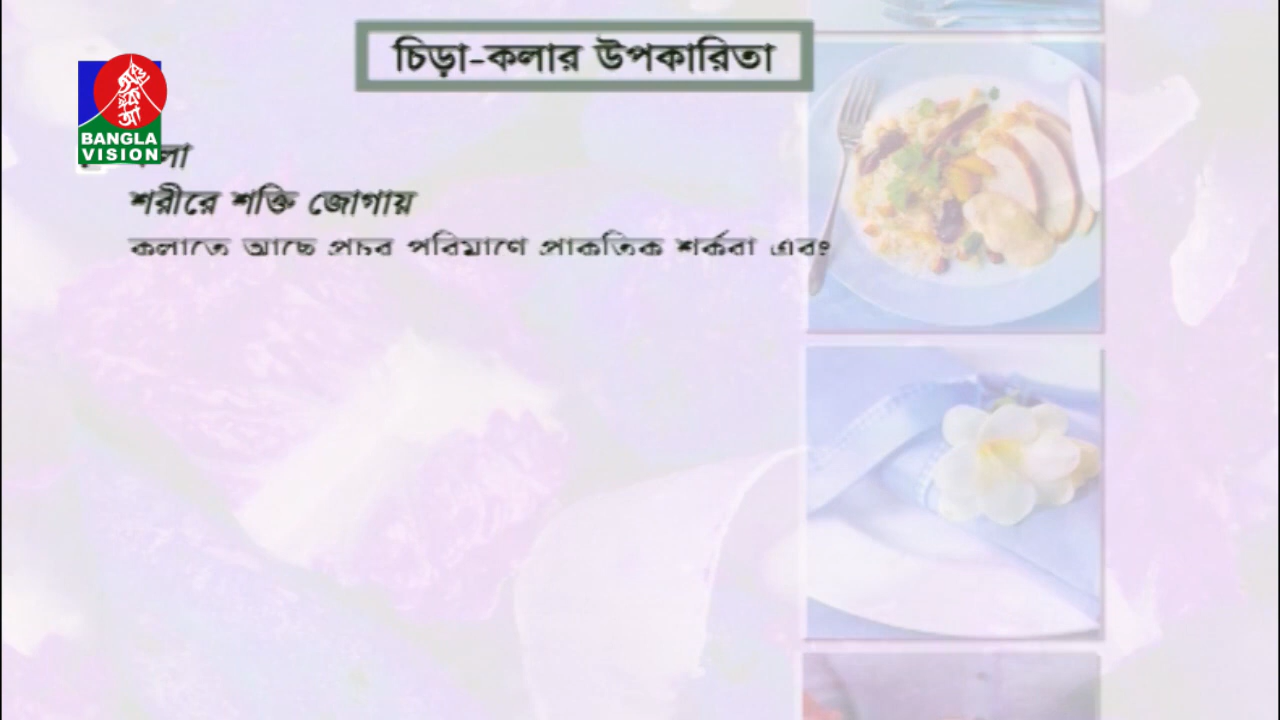 চিড়া-কলার উপকারিতা
BANGLA
VISION
শরীরে শক্তি জোগায়
কলাতে আছে প্রচুর পরিমাণে প্রাকৃতিক শর্করা এবং